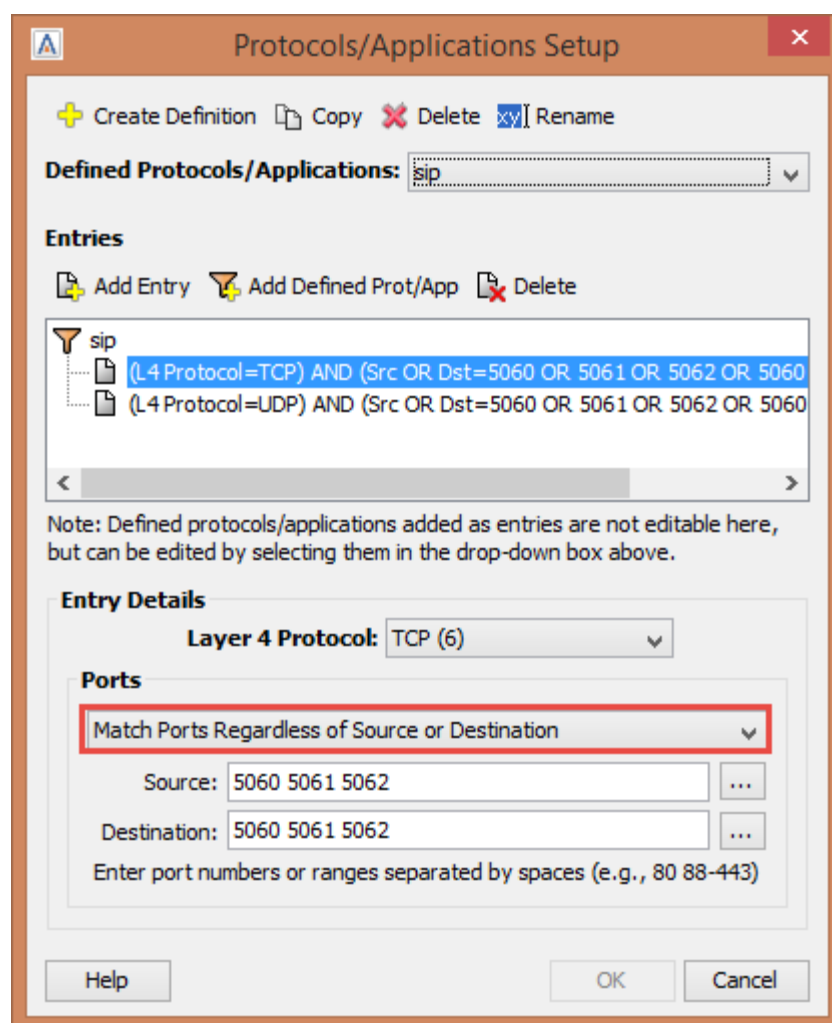 Protocols/Applications Setup
Create Definition Copy Delete xy Rename
Defined Protocols/Applications: sip
Entries
Add Entry Add Defined Prot/App Delete
sip
(L4 Protocol=TCP) AND (Src OR Dst=5060 OR 5061 OR 5062 OR 5060
(L4 Protocol=UDP) AND (Src OR Dst=5060 OR 5061 OR 5062 OR 5060
Note: Defined protocols/applications added as entries are not editable here,
but can be edited by selecting them in the drop-down box above.
Entry Details
Layer 4 Protocol: TCP (6)
Ports
Match Ports Regardless of Source or Destination
Source: 5060 5061 5062 ...
Destination: 5060 5061 5062 ...
Enter port numbers or ranges separated by spaces (e.g., 80 88-443)
Help OK Cancel